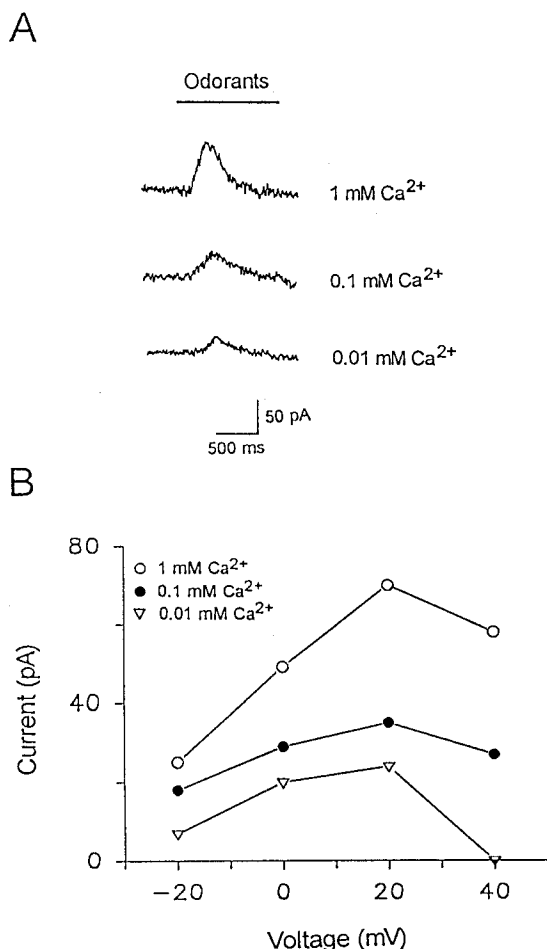 A
Odorants
1 mM Ca²⁺
0.1 mM Ca²⁺
0.01 mM Ca²⁺
50 pA
500 ms
B
80
1 mM Ca²⁺
0.1 mM Ca²⁺
0.01 mM Ca²⁺
40
Current (pA)
0
−20 0 20 40
Voltage (mV)